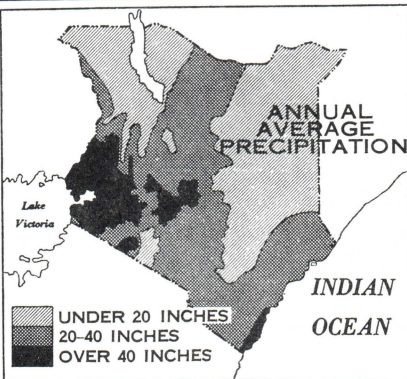 ANNUAL
AVERAGE
PRECIPITATION
Lake
Victoria
INDIAN
OCEAN
UNDER 20 INCHES
20–40 INCHES
OVER 40 INCHES